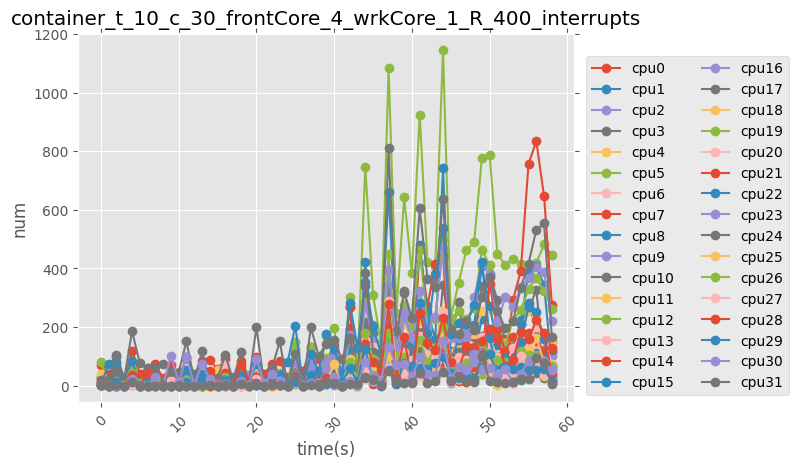 container_t_10_c_30_frontCore_4_wrkCore_1_R_400_interrupts
num
1200
1000
800
600
400
200
0
0
10
20
30
40
50
60
time(s)
cpu0
cpu1
cpu2
cpu3
cpu4
cpu5
cpu6
cpu7
cpu8
cpu9
cpu10
cpu11
cpu12
cpu13
cpu14
cpu15
cpu16
cpu17
cpu18
cpu19
cpu20
cpu21
cpu22
cpu23
cpu24
cpu25
cpu26
cpu27
cpu28
cpu29
cpu30
cpu31